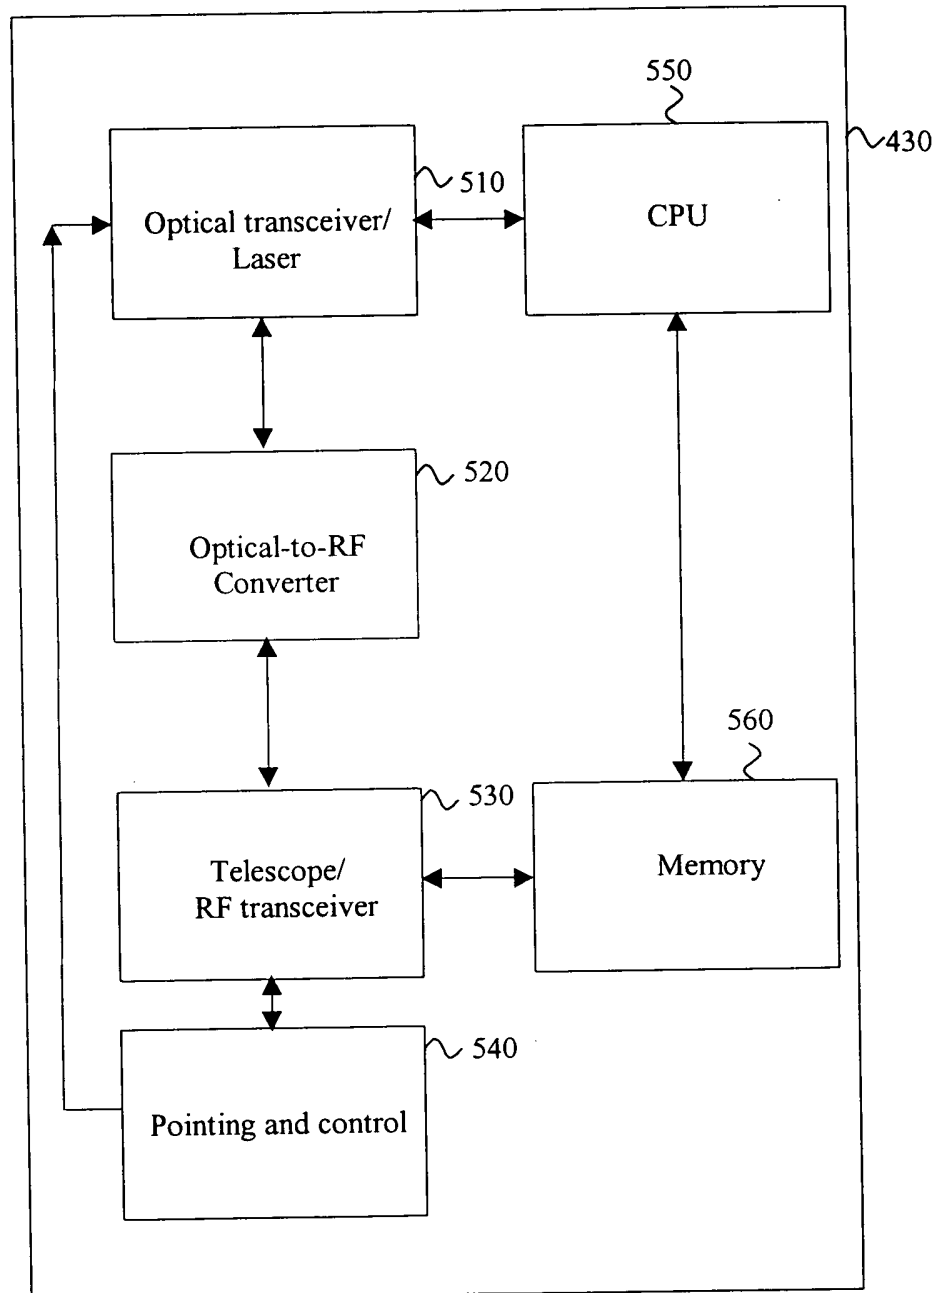 550
430
510
Optical transceiver/
Laser
CPU
520
Optical-to-RF
Converter
560
530
Telescope/
RF transceiver
Memory
540
Pointing and control